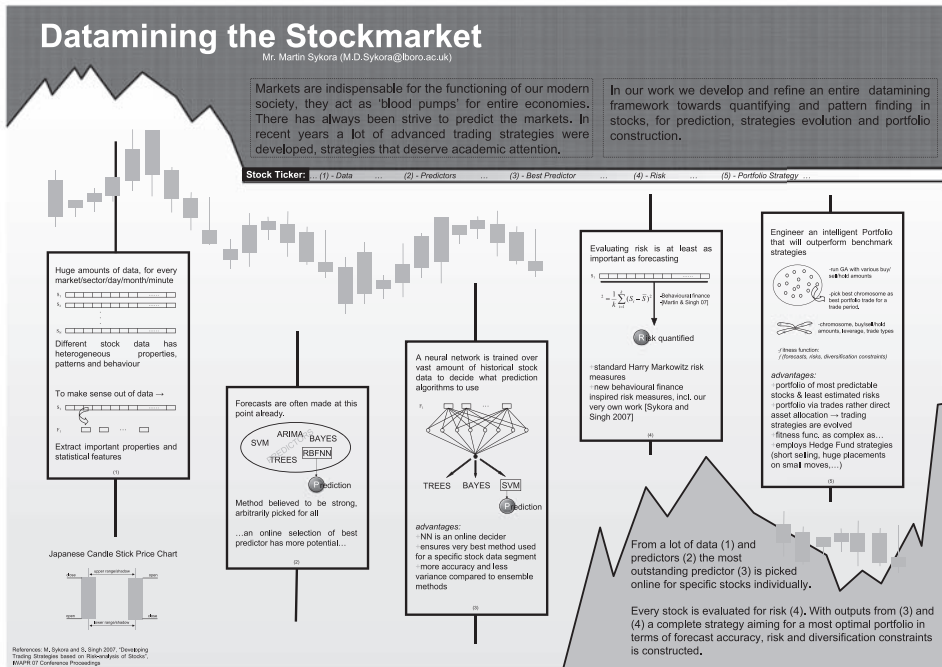 Datamining the Stockmarket
Mr. Martin Sykora (M.D.Sykora@lboro.ac.uk)
Markets are indispensable for the functioning of our modern
society, they act as 'blood pumps' for entire economies.
There has always been strive to predict the markets. In
recent years a lot of advanced trading strategies were
developed, strategies that deserve academic attention.
In our work we develop and refine an entire datamining
framework towards quantifying and pattern finding in
stocks, for prediction, strategies evolution and portfolio
construction.
Stock Ticker: ... (1) - Data ... (2) - Predictors ... (3) - Best Predictor ... (4) - Risk ... (5) - Portfolio Strategy ...
Huge amounts of data, for every
market/sector/day/month/minute
Different stock data has
heterogeneous properties,
patterns and behaviour
To make sense out of data →
Extract important properties and
statistical features
(1)
Forecasts are often made at this
point already.
PREDICTORS
ARIMA
SVM BAYES
TREES RBFNN
Prediction
Method believed to be strong,
arbitrarily picked for all
...an online selection of best
predictor has more potential...
(2)
A neural network is trained over
vast amount of historical stock
data to decide what prediction
algorithms to use
TREES BAYES SVM
Prediction
advantages:
+NN is an online decider
+ensures very best method used
for a specific stock data segment
+more accuracy and less
variance compared to ensemble
methods
(3)
Evaluating risk is at least as
important as forecasting
-Behavioural finance
-[Marlin & Singh 07]
Risk quantified
+standard Harry Markowitz risk
measures
+new behaviour finance
inspired risk measures, incl. our
very own work [Sykora and
Singh 2007]
(4)
Engineer an intelligent Portfolio
that will outperform benchmark
strategies
-run GA with various buy/
sell/hold amounts
-pick best chromosome as
best portfolio trade for a
trade period.
-chromosome, buy/sell/hold
amounts, leverage, trade types
-fitness function:
f (forecasts, risks, diversification constraints)
advantages:
+portfolio of most predictable
stocks & least estimated risks
+portfolio via trades rather direct
asset allocation → trading
strategies are evolved
+fitness func. as complex as...
+employs Hedge Fund strategies
(short selling, huge placements
on small moves,...)
(5)
Japanese Candle Stick Price Chart
upper range/shadow
close open
open close
lower range/shadow
References: M. Sykora and S. Singh 2007, "Developing
Trading Strategies based on Risk-analysis of Stocks",
IWAPR 07 Conference Proceedings
From a lot of data (1) and
predictors (2) the most
outstanding predictor (3) is picked
online for specific stocks individually.
Every stock is evaluated for risk (4). With outputs from (3) and
(4) a complete strategy aiming for a most optimal portfolio in
terms of forecast accuracy, risk and diversification constraints
is constructed.